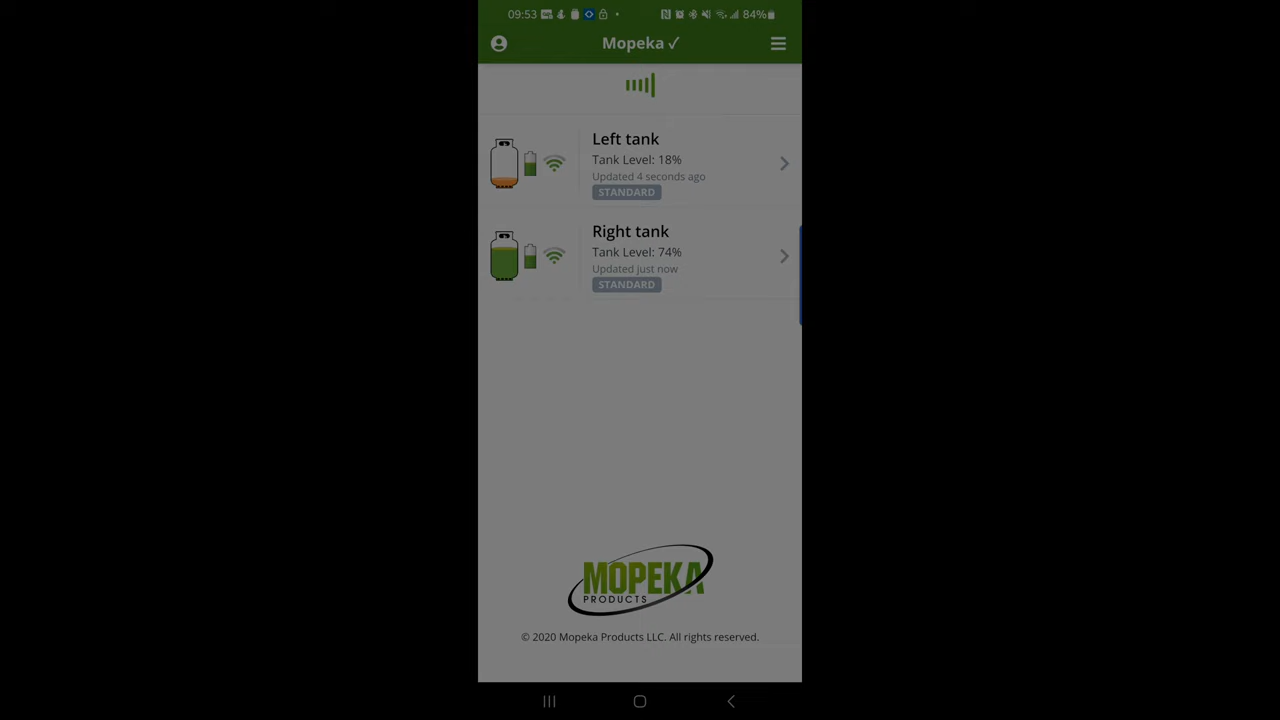 09:53 84%
Mopeka ✓
Left tank
Tank Level: 18%
Updated 4 seconds ago
STANDARD
Right tank
Tank Level: 74%
Updated just now
STANDARD
MOPEKA
PRODUCTS
© 2020 Mopeka Products LLC. All rights reserved.